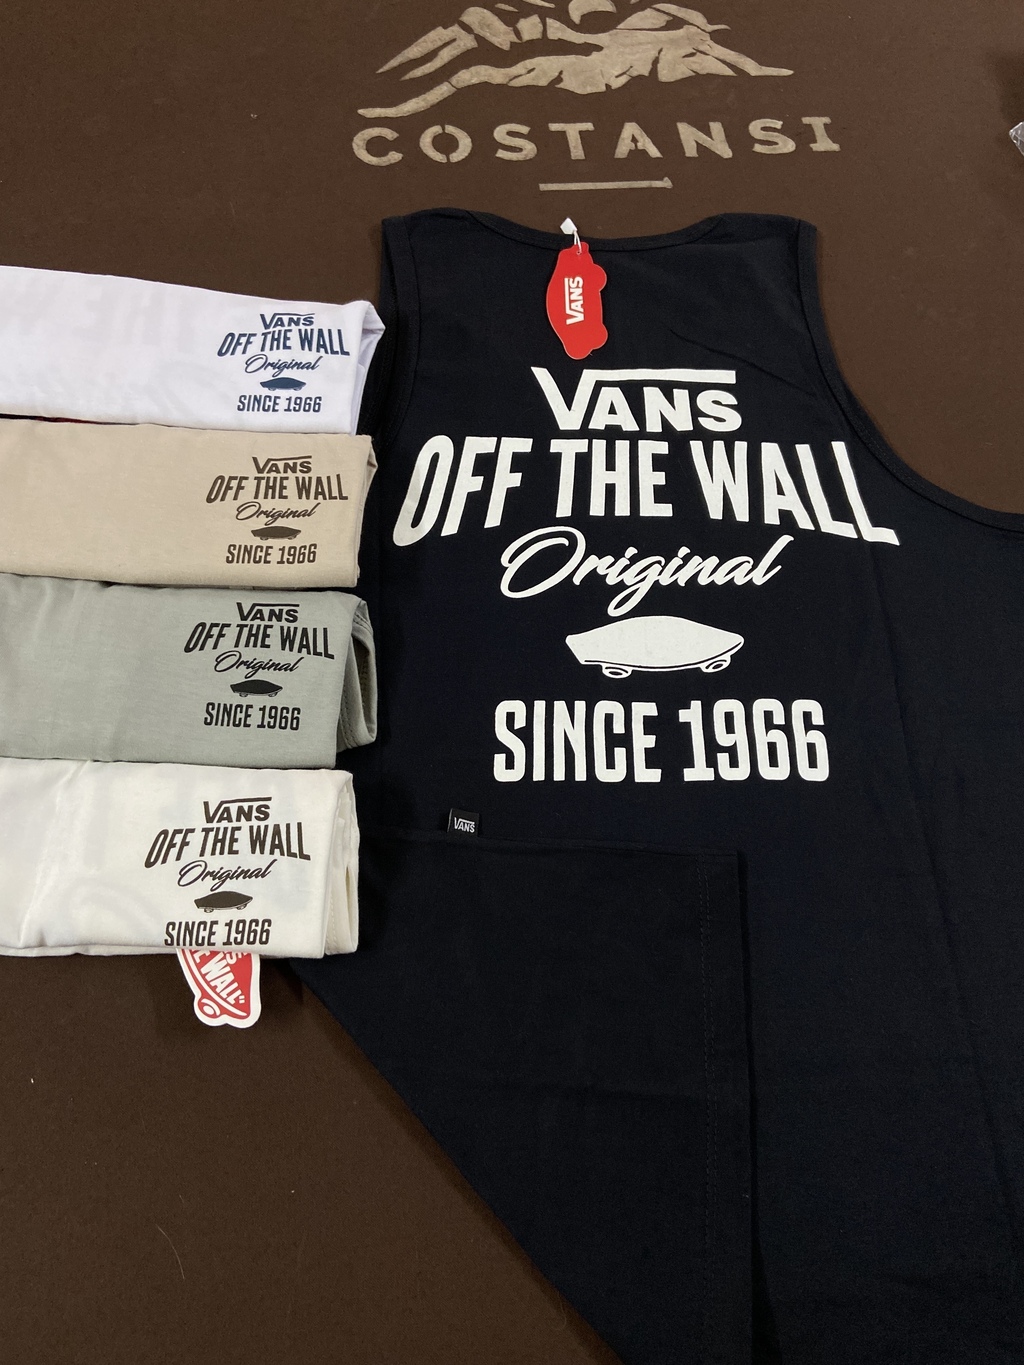 COSTANSI
VANS
VANS
OFF THE WALL
Original
SINCE 1966
VANS
VANS
OFF THE WALL
Original
SINCE 1966
VANS
OFF THE WALL
Original
SINCE 1966
VANS
OFF THE WALL
Original
SINCE 1966
VANS
OFF THE WALL
Original
SINCE 1966
WALL"